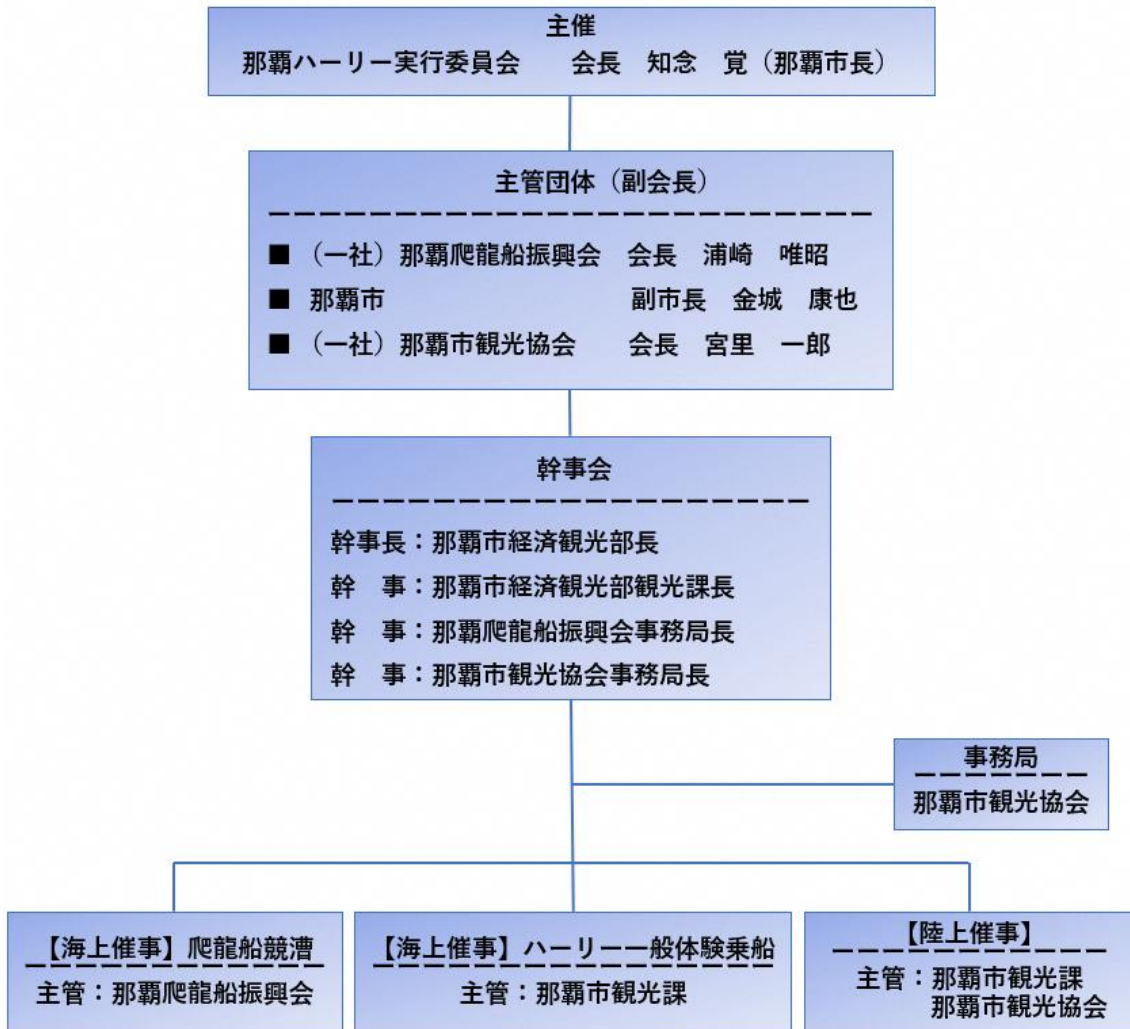 主催
那覇ハーリー実行委員会　会長　知念　覚（那覇市長）
主管団体（副会長）
■ （一社）那覇爬龍船振興会　会長　浦崎　唯昭
■ 那覇市　副市長　金城　康也
■ （一社）那覇市観光協会　会長　宮里　一郎
幹事会
幹事長：那覇市経済観光部長
幹　事：那覇市経済観光部観光課長
幹　事：那覇爬龍船振興会事務局長
幹　事：那覇市観光協会事務局長
事務局
那覇市観光協会
【海上催事】爬龍船競漕
主管：那覇爬龍船振興会
【海上催事】ハーリー一般体験乗船
主管：那覇市観光課
【陸上催事】
主管：那覇市観光課
那覇市観光協会